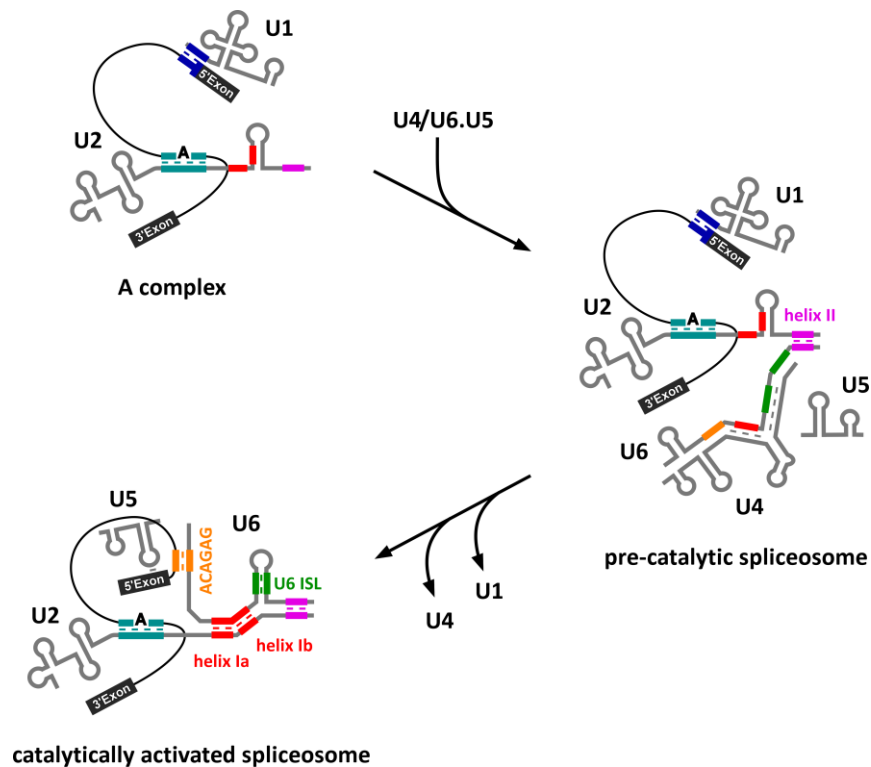 U1
5'Exon
U2
A
3'Exon
A complex
U4/U6.U5
U1
5'Exon
U2
A
helix II
3'Exon
U5
U6
U4
pre-catalytic spliceosome
U1
U4
U5
U6
ACAGAG
5'Exon
U6 ISL
U2
A
helix Ib
helix Ia
3'Exon
catalytically activated spliceosome